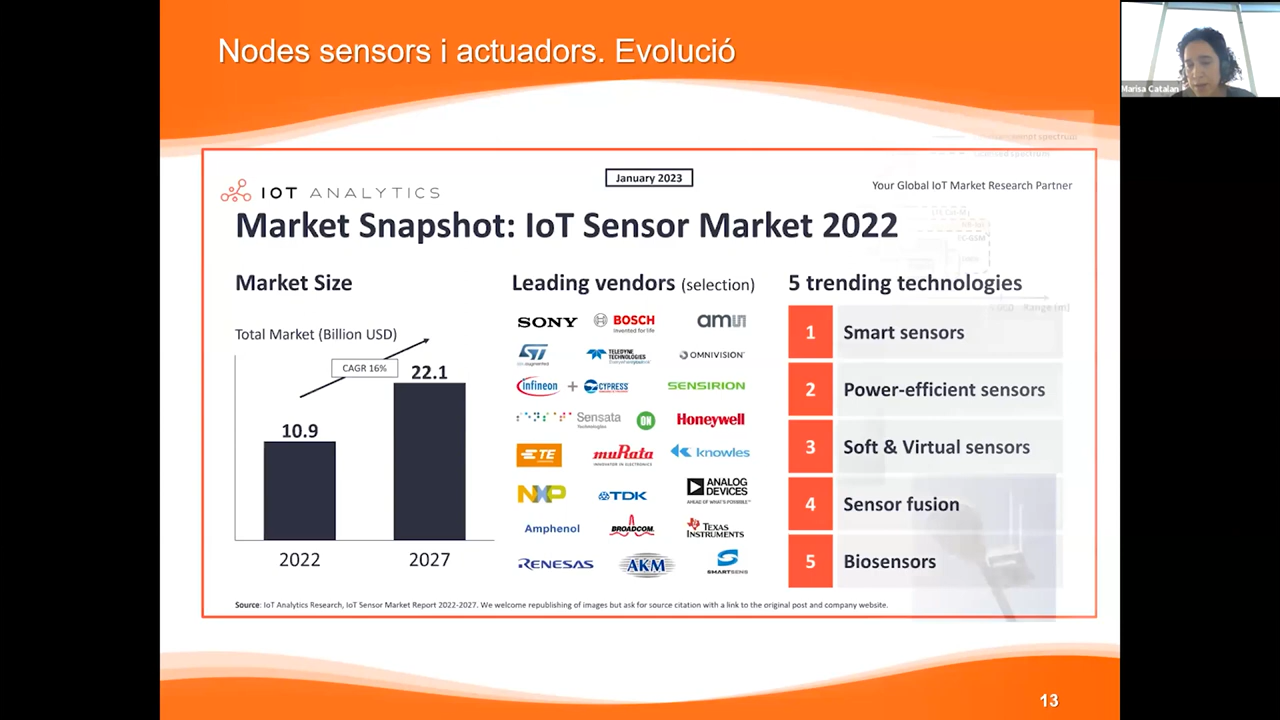 Nodes sensors i actuadors. Evolució
Marisa Catalan
January 2023
IOT ANALYTICS
Your Global IoT Market Research Partner
Market Snapshot: IoT Sensor Market 2022
Market Size
Total Market (Billion USD)
CAGR 16%
22.1
10.9
2022
2027
Leading vendors (selection)
SONY
BOSCH
Invented for life
amu
ST
TELEDYNE
TECHNOLOGIES
OMNIVISION
Infineon + CYPRESS
SENSIRION
Sensata
Technologies
ON
Honeywell
TE
muRata
INNOVATOR IN ELECTRONICS
knowles
NXP
TDK
ANALOG
DEVICES
AHEAD OF WHAT'S POSSIBLE
Amphenol
BROADCOM
TEXAS
INSTRUMENTS
RENESAS
AKM
SMARTSENS
5 trending technologies
1 Smart sensors
2 Power-efficient sensors
3 Soft & Virtual sensors
4 Sensor fusion
5 Biosensors
Source: IoT Analytics Research, IoT Sensor Market Report 2022-2027. We welcome republishing of images but ask for source citation with a link to the original post and company website.
13